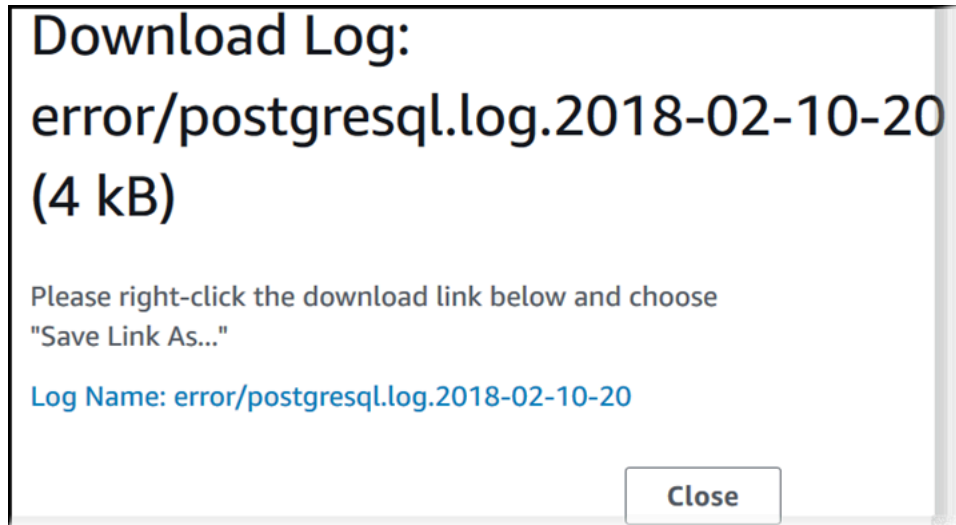 Download Log:
error/postgresql.log.2018-02-10-20
(4 kB)
Please right-click the download link below and choose
"Save Link As..."
Log Name: error/postgresql.log.2018-02-10-20
Close